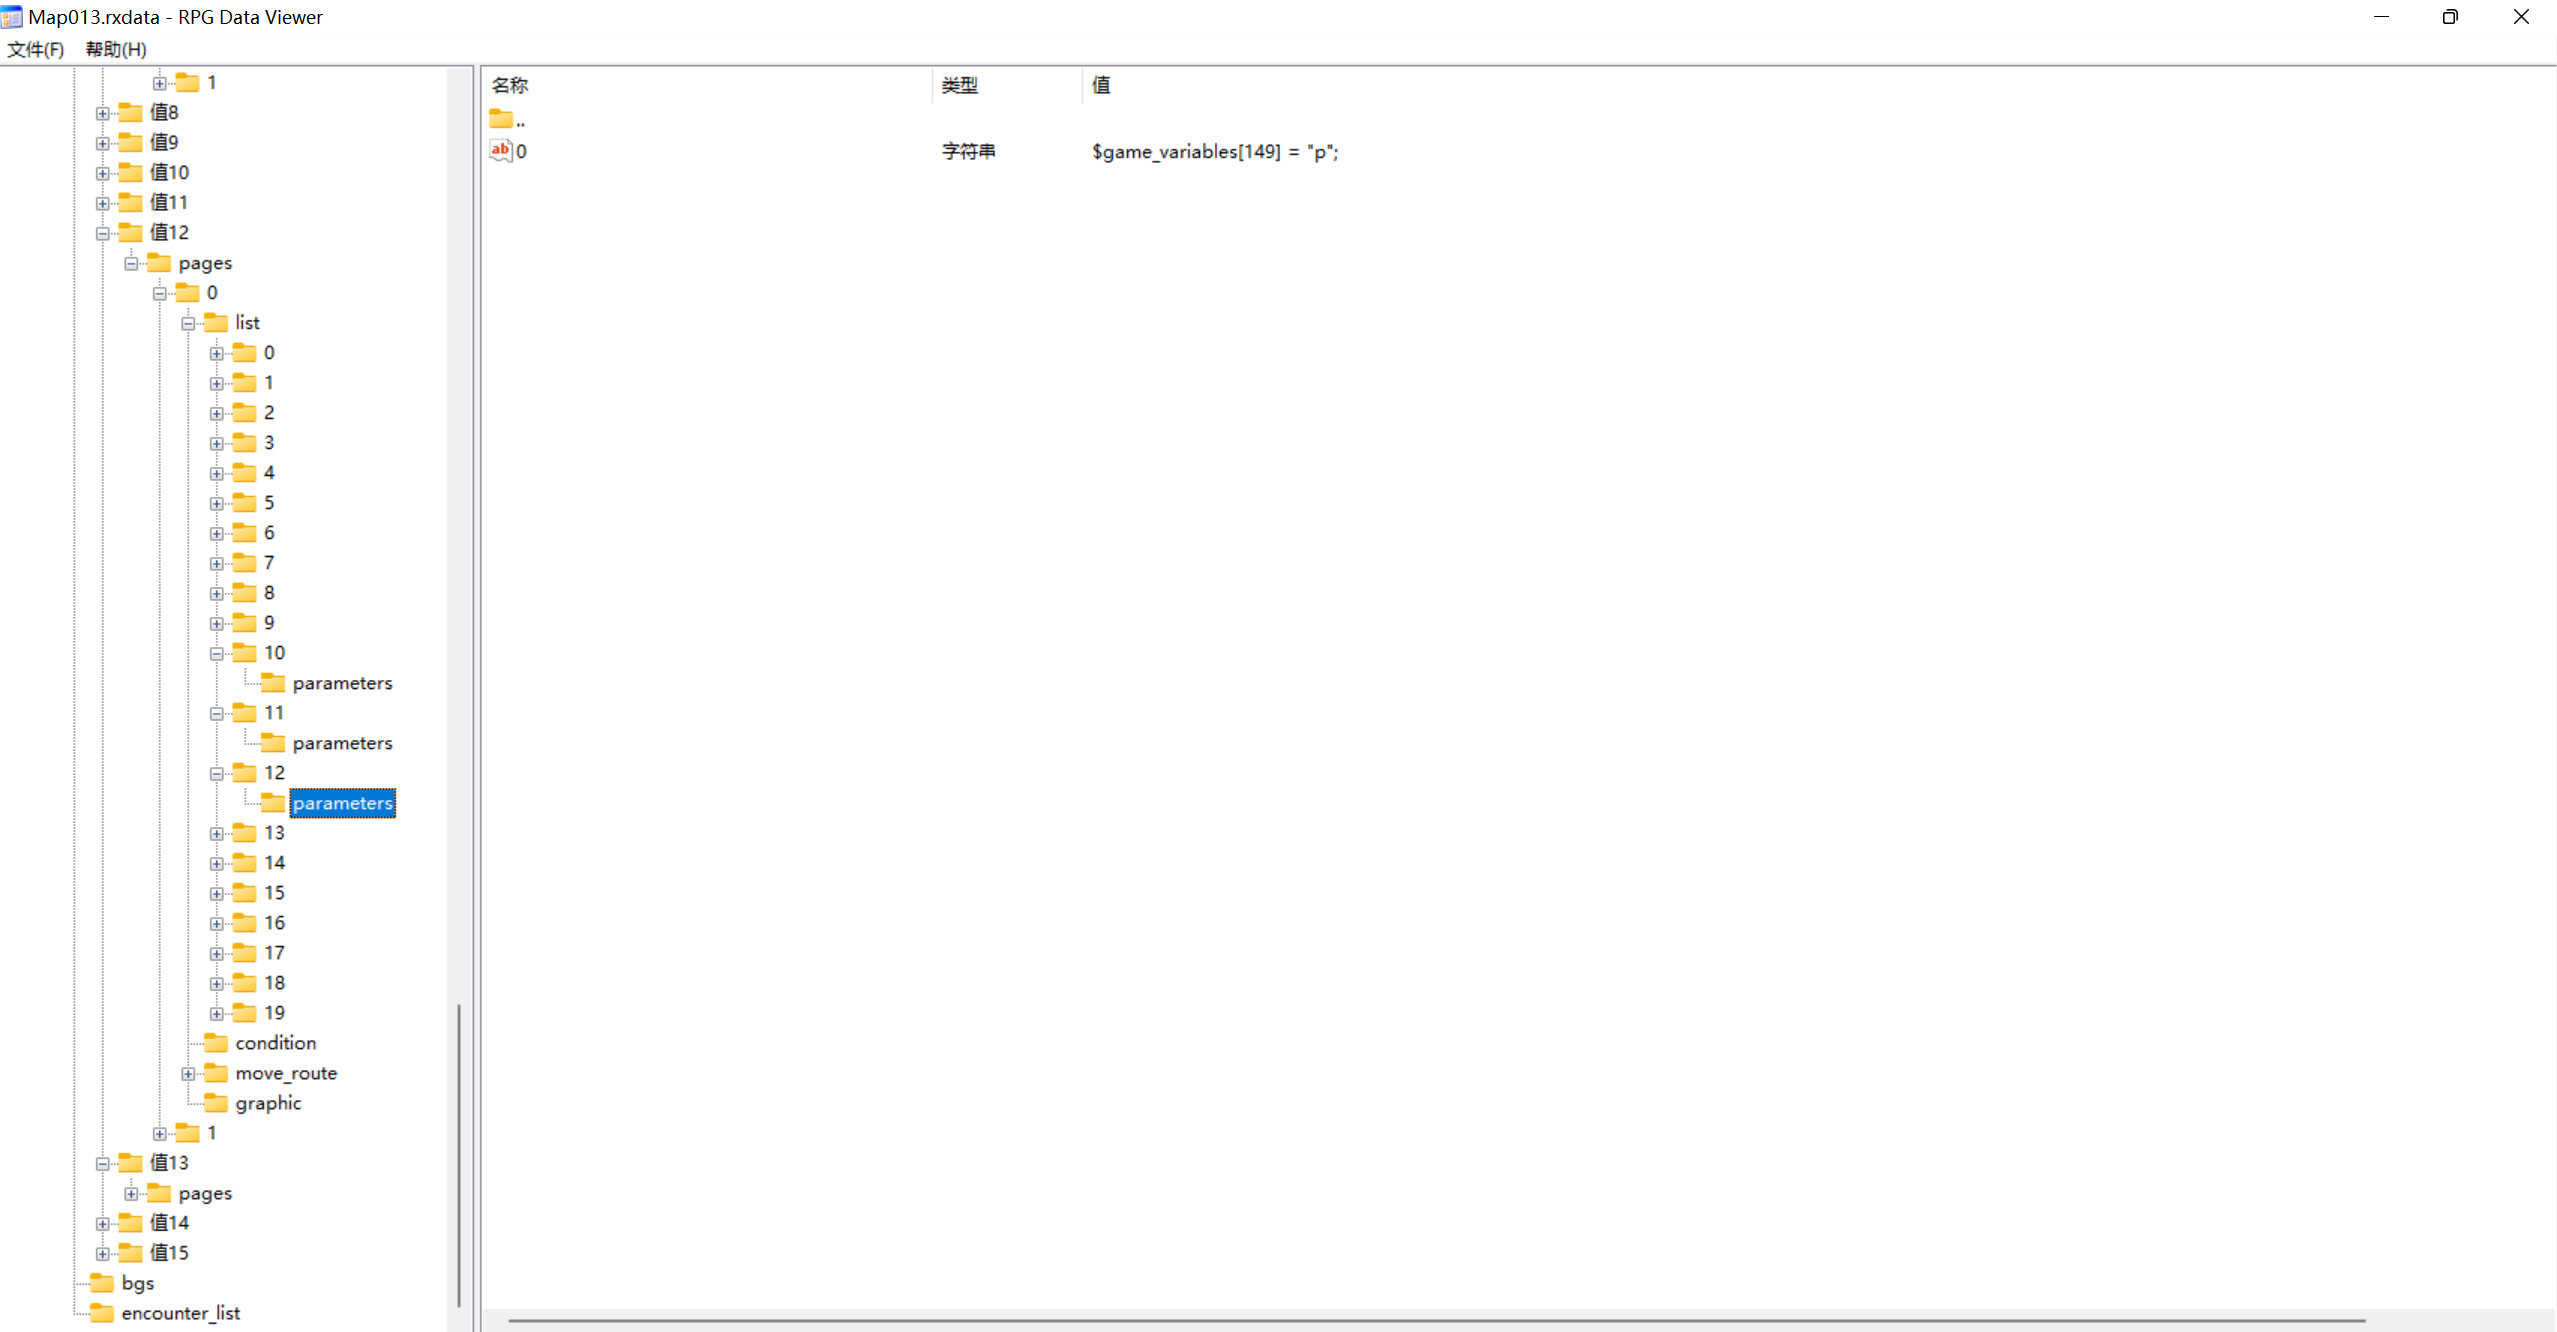 Map013.rxdata - RPG Data Viewer
文件(F) 帮助(H)
1
值8
值9
值10
值11
值12
pages
0
list
0
1
2
3
4
5
6
7
8
9
10
parameters
11
parameters
12
parameters
13
14
15
16
17
18
19
condition
move_route
graphic
1
值13
pages
值14
值15
bgs
encounter_list
名称 类型 值
..
ab 0 字符串 $game_variables[149] = "p";